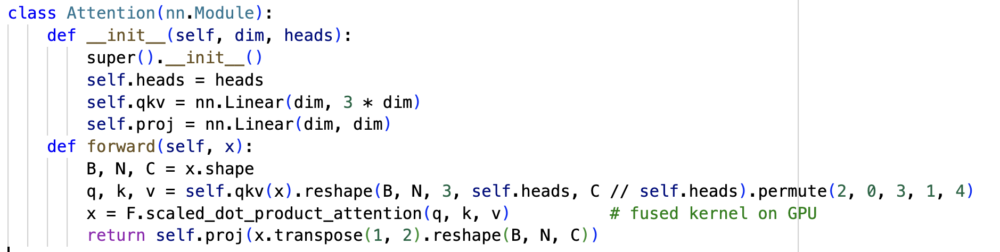 class Attention(nn.Module):
    def __init__(self, dim, heads):
        super().__init__()
        self.heads = heads
        self.qkv = nn.Linear(dim, 3 * dim)
        self.proj = nn.Linear(dim, dim)
    def forward(self, x):
        B, N, C = x.shape
        q, k, v = self.qkv(x).reshape(B, N, 3, self.heads, C // self.heads).permute(2, 0, 3, 1, 4)
        x = F.scaled_dot_product_attention(q, k, v)          # fused kernel on GPU
        return self.proj(x.transpose(1, 2).reshape(B, N, C))